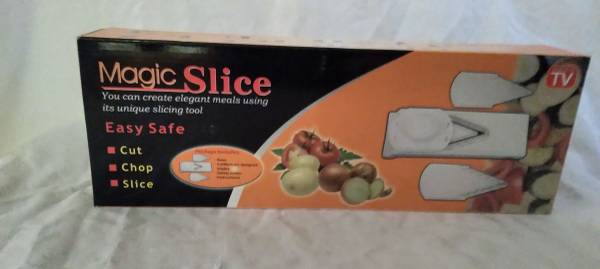 Magic Slice
You can create elegant meals using
its unique slicing tool
Easy Safe
Cut
Chop
Slice
TV